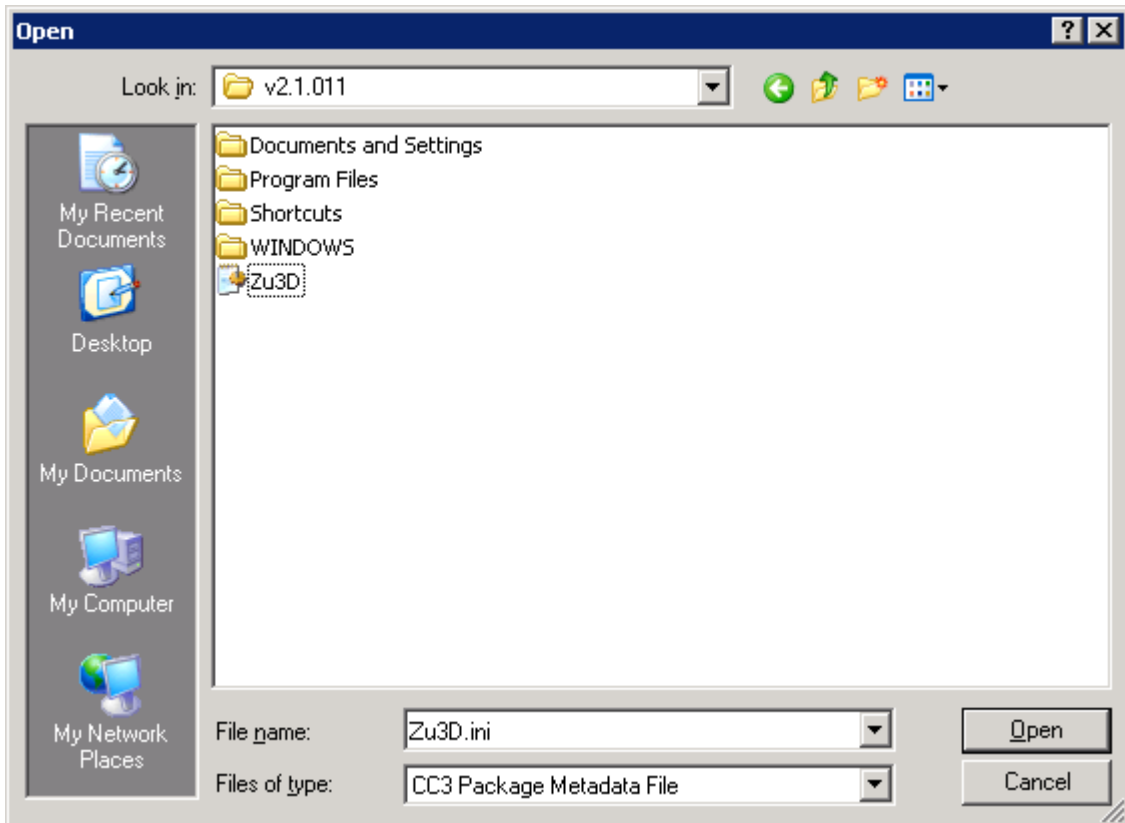 Open
Look in:
v2.1.011
My Recent
Documents
Desktop
My Documents
My Computer
My Network
Places
Documents and Settings
Program Files
Shortcuts
WINDOWS
Zu3D
File name:
Zu3D.ini
Open
Files of type:
CC3 Package Metadata File
Cancel